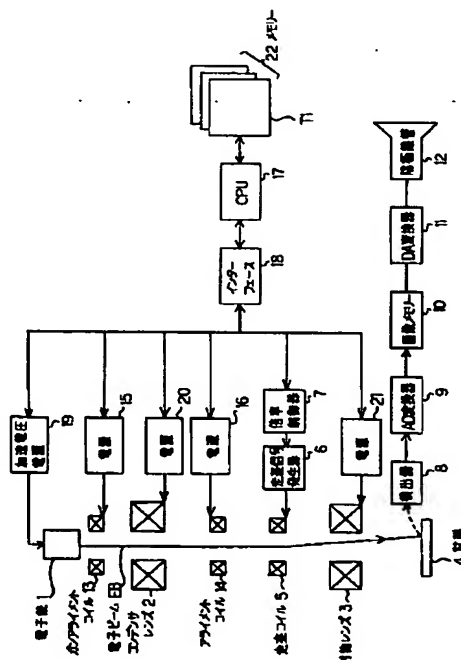 電子銃 1
ガンアライメント
コイル 13
電子ビーム EB
コンデンサ
レンズ 2
アライメント
コイル 14
走査コイル 5
対物レンズ 3
加速電圧
電源
19
電源
15
電源
20
電源
16
走査信号
発生器
6
倍率
制御器
7
電源
21
インター
フェース
18
CPU
17
T1
22 メモリー
4 試料
検出器
8
AD変換器
9
画像メモリー
10
DA変換器
11
陰極線管
12